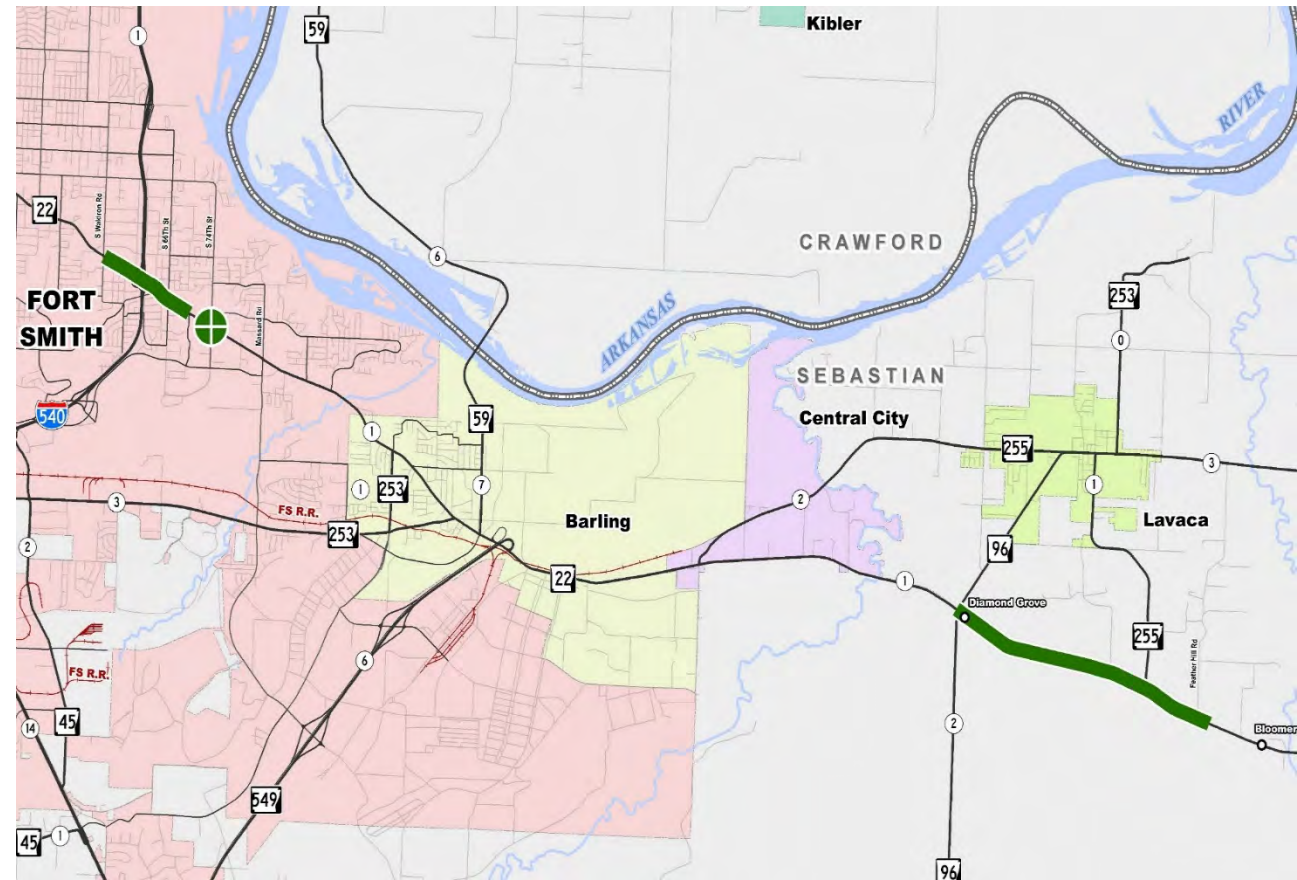 Kibler
1
59
22
S Waldron Rd
S 66Th St
S 74Th St
Massard Rd
6
RIVER
CRAWFORD
ARKANSAS
SEBASTIAN
253
0
FORT
SMITH
540
1
59
Central City
255
3
1
253
7
2
1
Lavaca
3
FS R.R.
253
Barling
96
2
22
1
Diamond Grove
255
Feather Hill Rd
6
FS R.R.
45
14
2
Bloomer
549
45
1
96